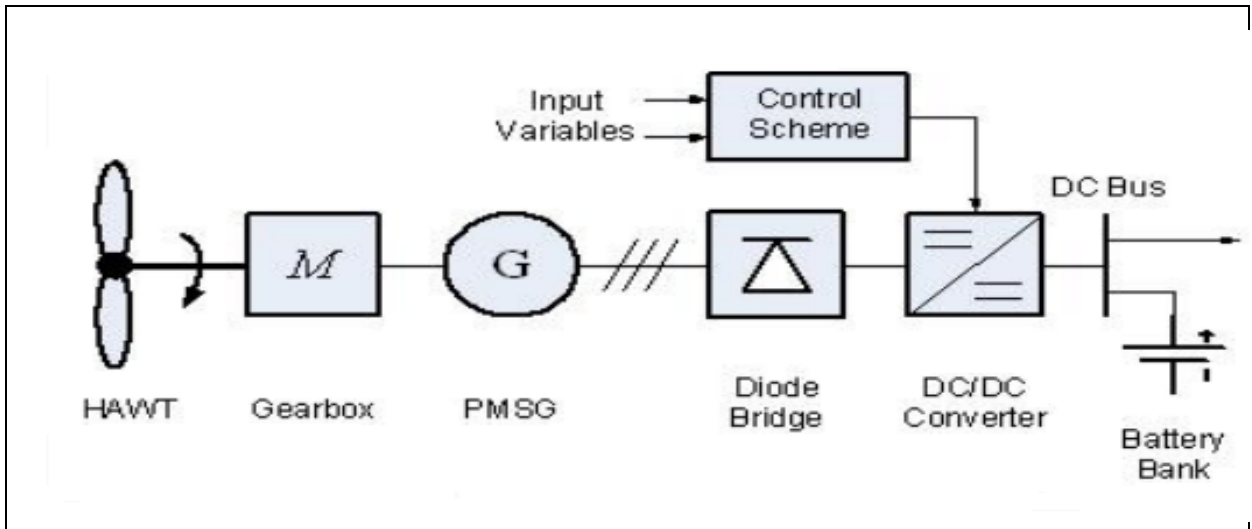 Input
Variables
Control
Scheme
DC Bus
M
G
HAWT
Gearbox
PMSG
Diode
Bridge
DC/DC
Converter
Battery
Bank